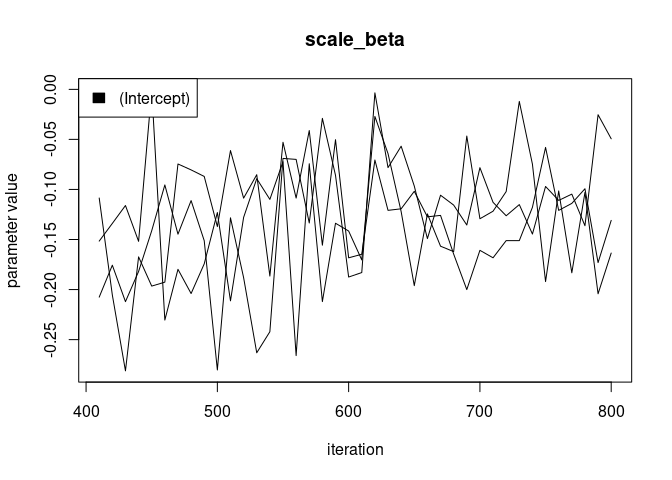 scale_beta
(Intercept)
parameter value
0.00
-0.05
-0.10
-0.15
-0.20
-0.25
400 500 600 700 800
iteration